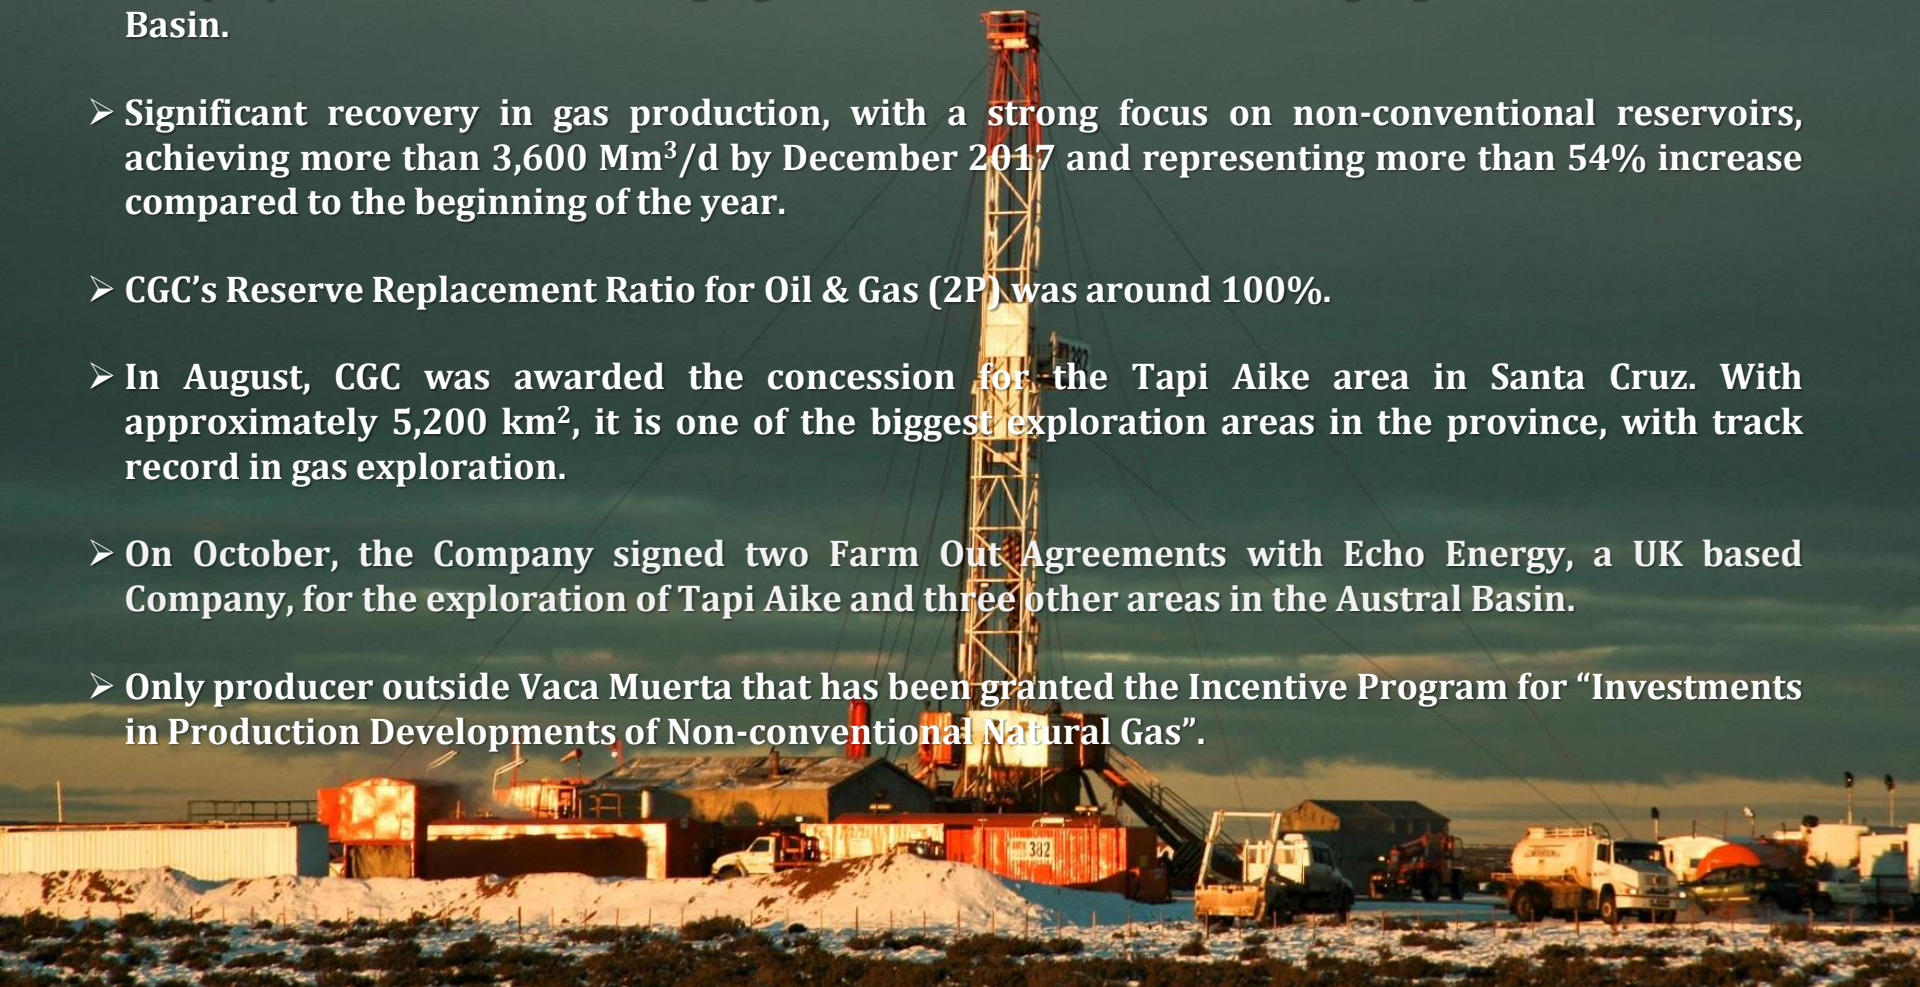 Basin.
➢ Significant recovery in gas production, with a strong focus on non-conventional reservoirs,
achieving more than 3,600 Mm³/d by December 2017 and representing more than 54% increase
compared to the beginning of the year.
➢ CGC’s Reserve Replacement Ratio for Oil & Gas (2P) was around 100%.
➢ In August, CGC was awarded the concession for the Tapi Aike area in Santa Cruz. With
approximately 5,200 km², it is one of the biggest exploration areas in the province, with track
record in gas exploration.
➢ On October, the Company signed two Farm Out Agreements with Echo Energy, a UK based
Company, for the exploration of Tapi Aike and three other areas in the Austral Basin.
➢ Only producer outside Vaca Muerta that has been granted the Incentive Program for “Investments
in Production Developments of Non-conventional Natural Gas”.
382
382